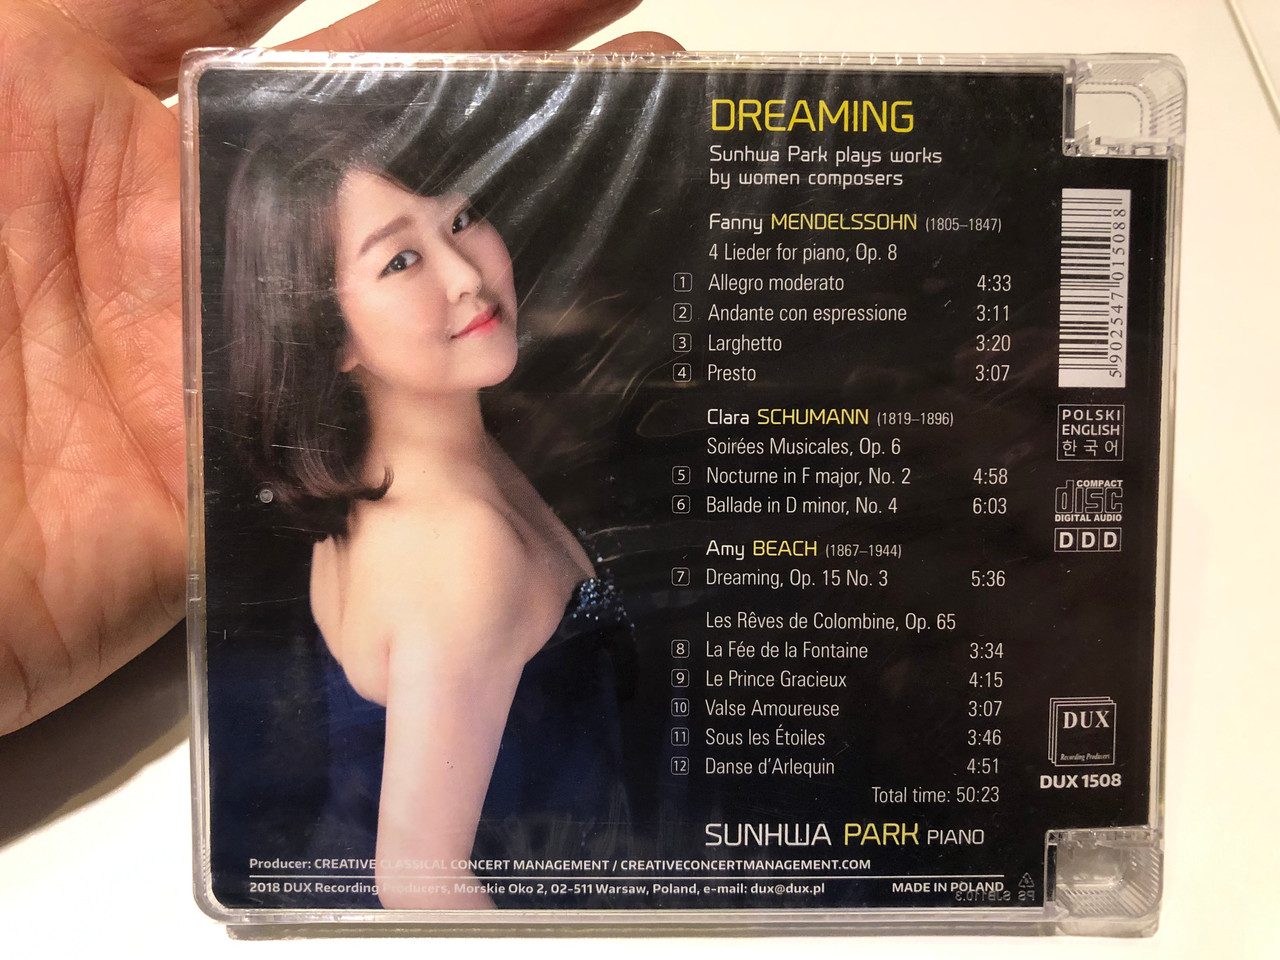 DREAMING
Sunhwa Park plays works
by women composers
Fanny MENDELSSOHN (1805–1847)
4 Lieder for piano, Op. 8
1 Allegro moderato 4:33
2 Andante con espressione 3:11
3 Larghetto 3:20
4 Presto 3:07
Clara SCHUMANN (1819–1896)
Soirées Musicales, Op. 6
5 Nocturne in F major, No. 2 4:58
6 Ballade in D minor, No. 4 6:03
Amy BEACH (1867–1944)
7 Dreaming, Op. 15 No. 3 5:36
Les Rêves de Colombine, Op. 65
8 La Fée de la Fontaine 3:34
9 Le Prince Gracieux 4:15
10 Valse Amoureuse 3:07
11 Sous les Étoiles 3:46
12 Danse d'Arlequin 4:51
Total time: 50:23
SUNHWA PARK PIANO
Producer: CREATIVE CLASSICAL CONCERT MANAGEMENT / CREATIVECONCERTMANAGEMENT.COM
2018 DUX Recording Producers, Morskie Oko 2, 02-511 Warsaw, Poland, e-mail: dux@dux.pl MADE IN POLAND
5 902547 015088
POLSKI
ENGLISH
한국어
COMPACT
disc
DIGITAL AUDIO
DDD
DUX
Recording Producers
DUX 1508